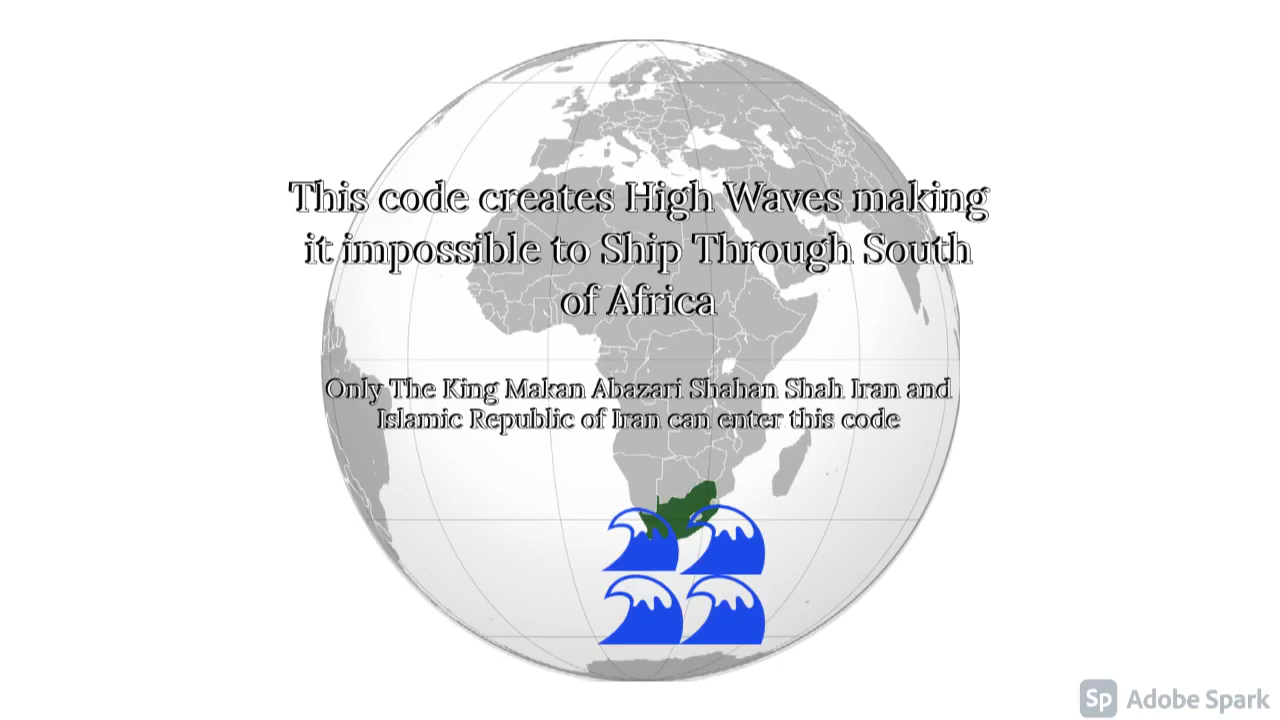 This code creates High Waves making
it impossible to Ship Through South
of Africa
Only The King Makan Abazari Shahan Shah Iran and
Islamic Republic of Iran can enter this code
Sp Adobe Spark